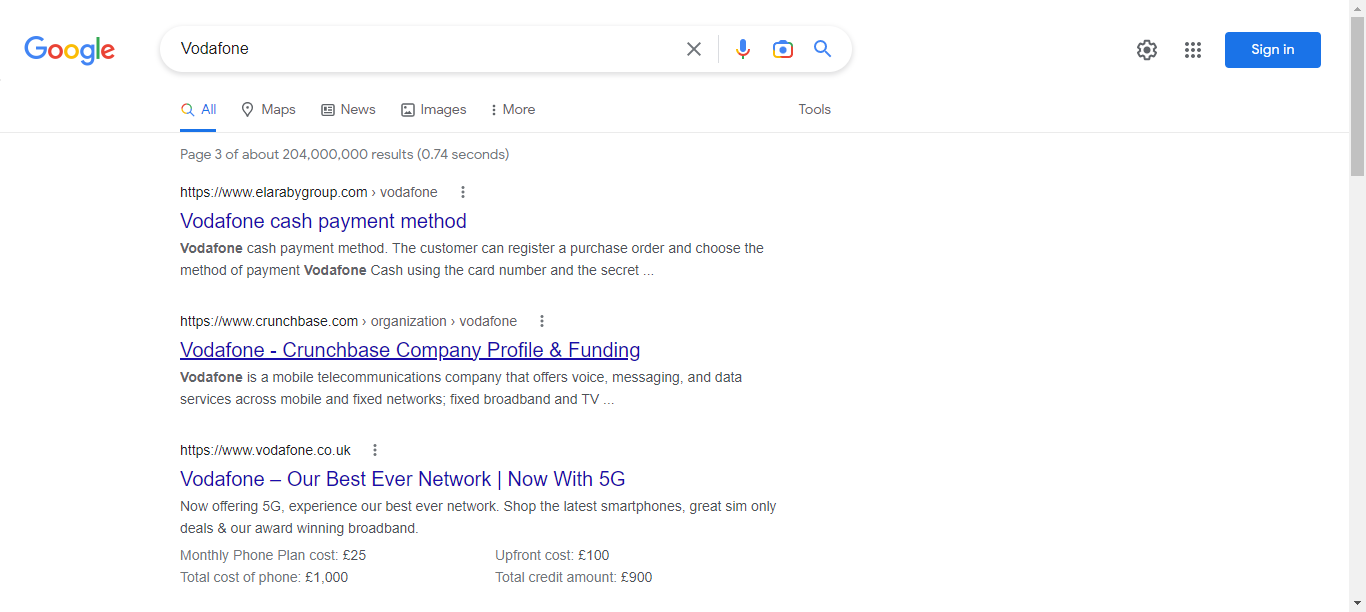 Google
Vodafone
Sign in
All Maps News Images More Tools
Page 3 of about 204,000,000 results (0.74 seconds)
https://www.elarabygroup.com › vodafone
Vodafone cash payment method
Vodafone cash payment method. The customer can register a purchase order and choose the
method of payment Vodafone Cash using the card number and the secret ...
https://www.crunchbase.com › organization › vodafone
Vodafone - Crunchbase Company Profile & Funding
Vodafone is a mobile telecommunications company that offers voice, messaging, and data
services across mobile and fixed networks; fixed broadband and TV ...
https://www.vodafone.co.uk
Vodafone – Our Best Ever Network | Now With 5G
Now offering 5G, experience our best ever network. Shop the latest smartphones, great sim only
deals & our award winning broadband.
Monthly Phone Plan cost: £25 Upfront cost: £100
Total cost of phone: £1,000 Total credit amount: £900